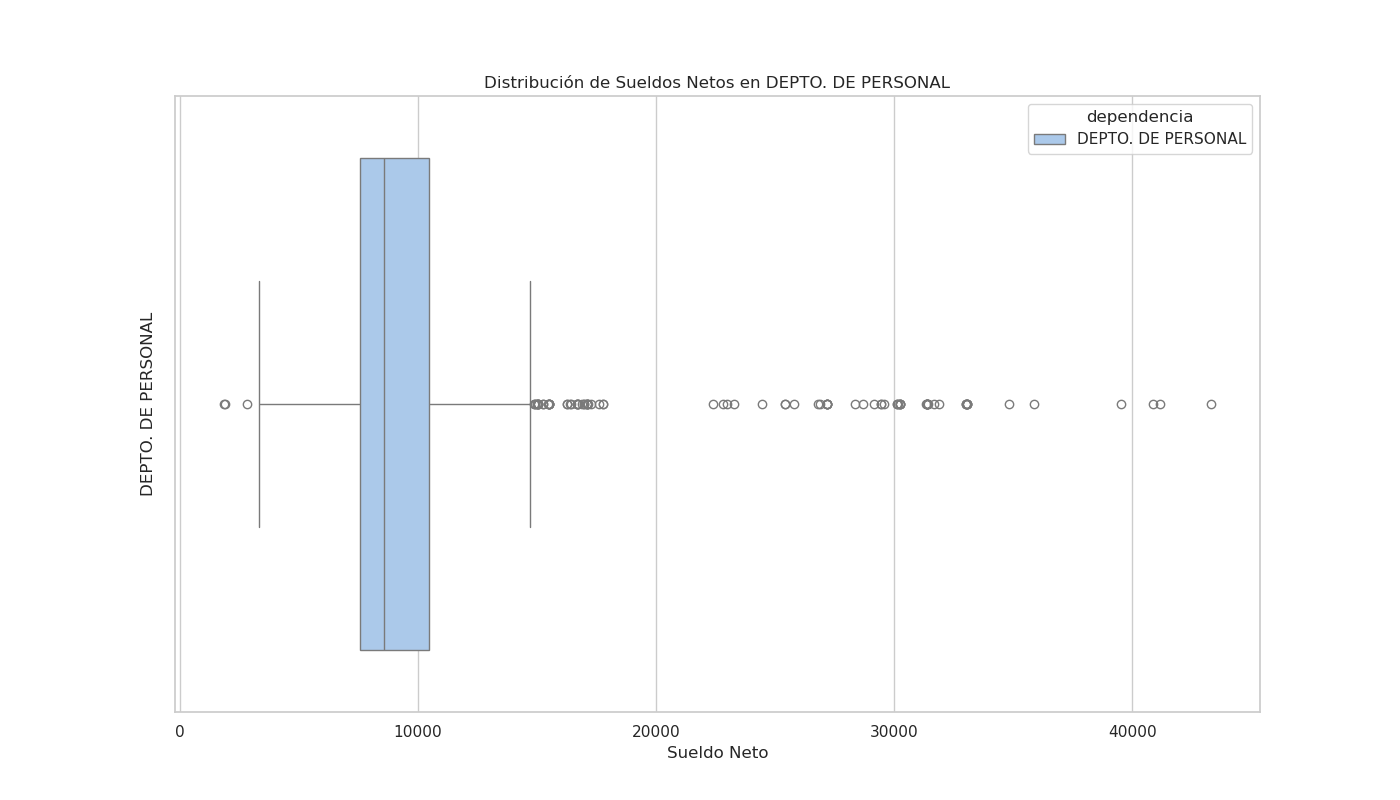 Distribución de Sueldos Netos en DEPTO. DE PERSONAL
dependencia
DEPTO. DE PERSONAL
DEPTO. DE PERSONAL
0
10000
20000
30000
40000
Sueldo Neto